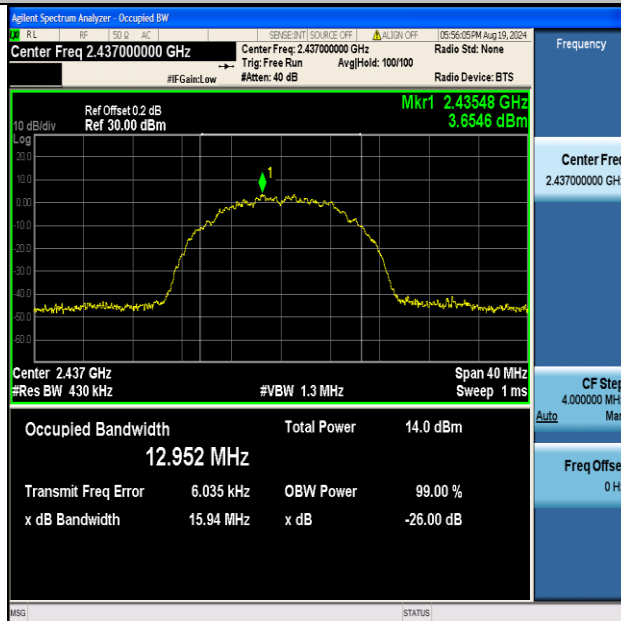 Agilent Spectrum Analyzer - Occupied BW
RL RF 50 Ω AC SENSE:INT SOURCE OFF ALIGN OFF 05:56:05 PM Aug 19, 2024
Center Freq 2.437000000 GHz
Center Freq: 2.437000000 GHz Radio Std: None
Trig: Free Run Avg|Hold: 100/100
#IFGain:Low #Atten: 40 dB Radio Device: BTS
Mkr1 2.43548 GHz
3.6546 dBm
Ref Offset 0.2 dB
10 dB/div Ref 30.00 dBm
Log
20.0
10.0
0.00
-10.0
-20.0
-30.0
-40.0
-50.0
-60.0
1
Center 2.437 GHz Span 40 MHz
#Res BW 430 kHz #VBW 1.3 MHz Sweep 1 ms
Occupied Bandwidth Total Power 14.0 dBm
12.952 MHz
Transmit Freq Error 6.035 kHz OBW Power 99.00 %
x dB Bandwidth 15.94 MHz x dB -26.00 dB
Frequency
Center Freq
2.437000000 GHz
CF Step
4.000000 MHz
Auto Man
Freq Offset
0 Hz
MSG STATUS